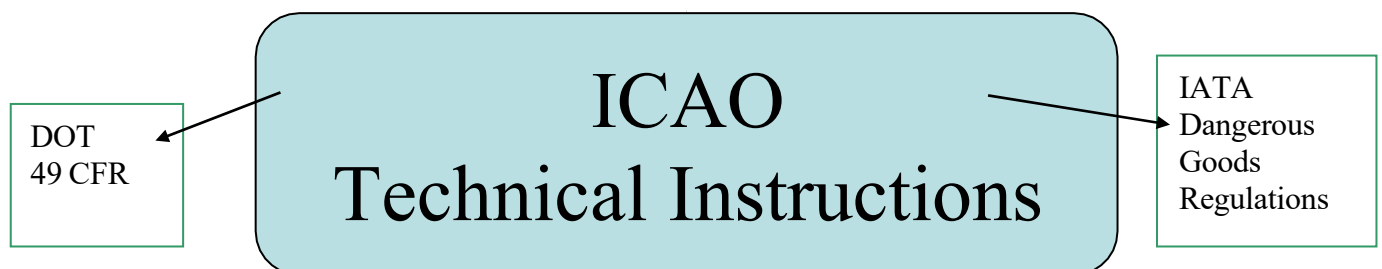 DOT
49 CFR
ICAO
Technical Instructions
IATA
Dangerous
Goods
Regulations